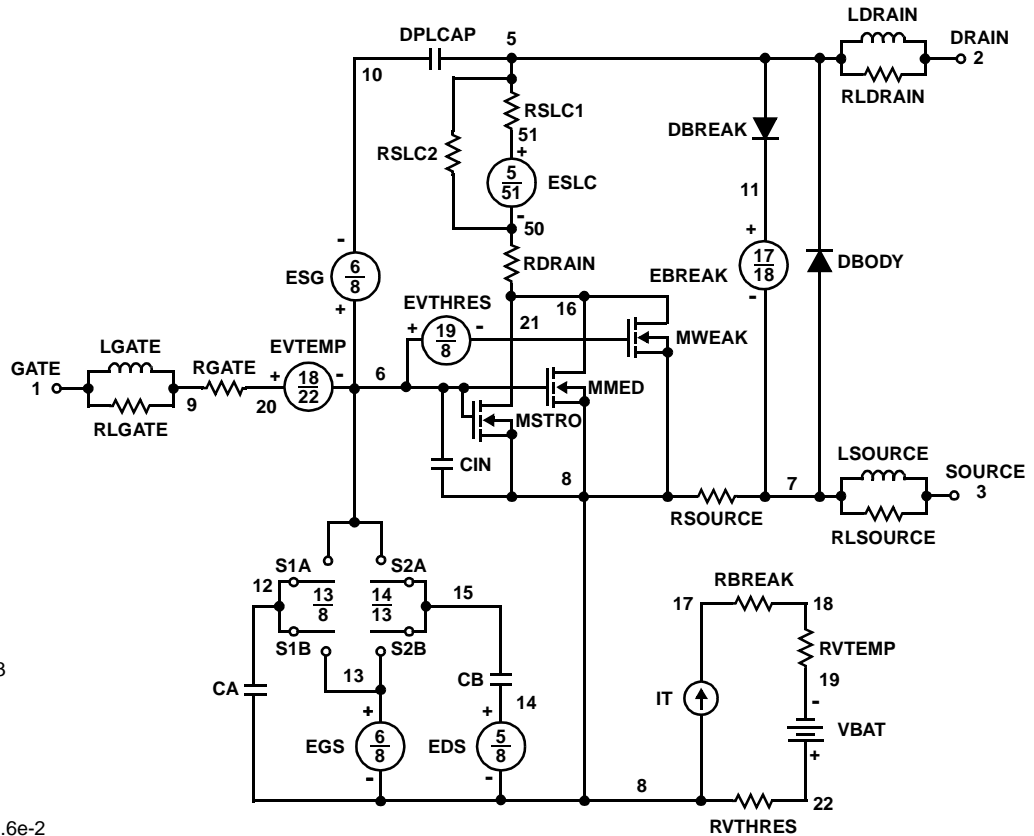 LDRAIN
DPLCAP 5 DRAIN
10 2
RSLC1 RLDRAIN
51 DBREAK
RSLC2 +
5
51
ESLC 11
-
50
- +
RDRAIN 17
18
6
8
ESG EBREAK DBODY
+ EVTHRES 16 -
+ 19
8
- 21 MWEAK
LGATE EVTEMP
GATE RGATE + 18
22
- 6 MMED
1 9 20
RLGATE MSTRO
LSOURCE
CIN 8 7 SOURCE
3
RSOURCE
RLSOURCE
S1A S2A
12 13
8
14
13
15 RBREAK
17 18
S1B S2B
RVTEMP
8
13 CB 19
CA 14 IT -
+ + VBAT
EGS 6
8
EDS 5
8
+
- - 8
22
.6e-2
RVTHRES